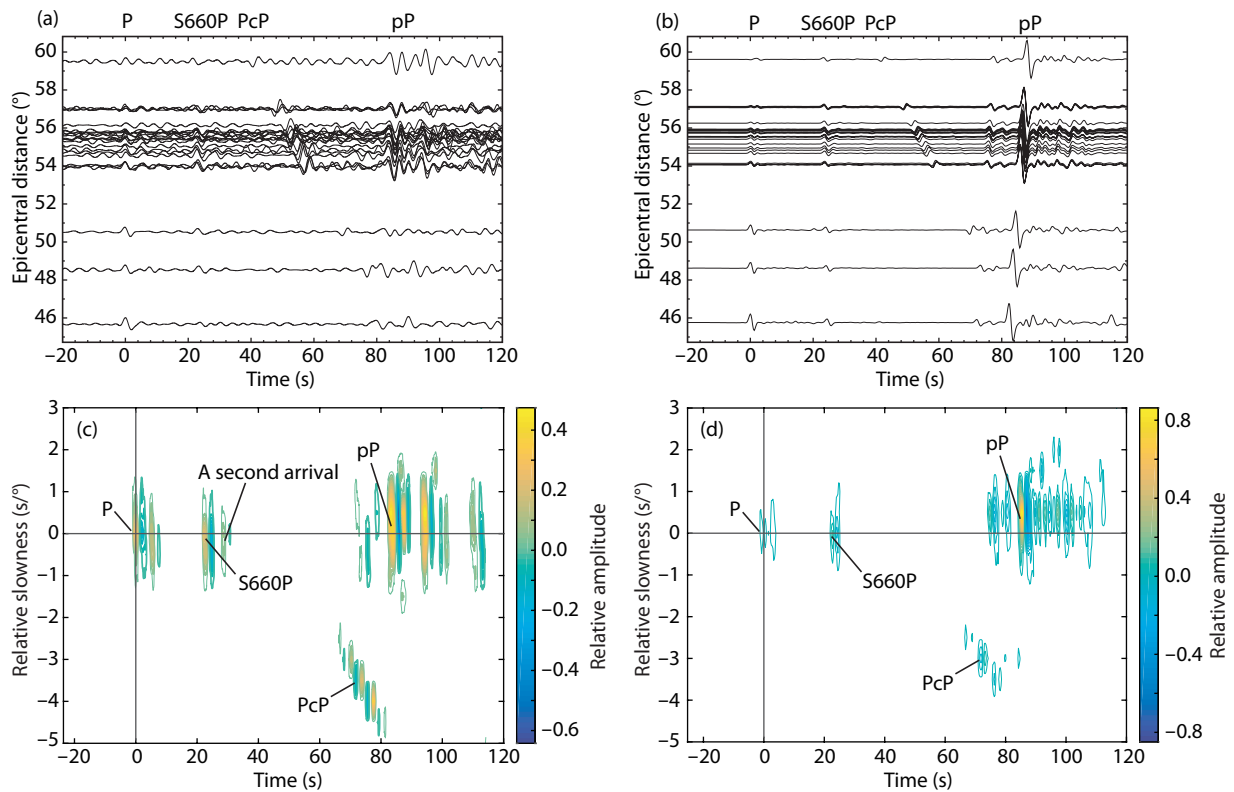 (a) P S660P PcP pP
60
58
56
54
52
50
48
46
Epicentral distance (°)
−20 0 20 40 60 80 100 120
Time (s)
(b) P S660P PcP pP
60
58
56
54
52
50
48
46
Epicentral distance (°)
−20 0 20 40 60 80 100 120
Time (s)
(c)
3
2
1
0
−1
−2
−3
−4
−5
Relative slowness (s/°)
P
A second arrival
S660P
pP
PcP
−20 0 20 40 60 80 100 120
Time (s)
0.4
0.2
0.0
−0.2
−0.4
−0.6
Relative amplitude
(d)
3
2
1
0
−1
−2
−3
−4
−5
Relative slowness (s/°)
P
S660P
pP
PcP
−20 0 20 40 60 80 100 120
Time (s)
0.8
0.4
0.0
−0.4
−0.8
Relative amplitude